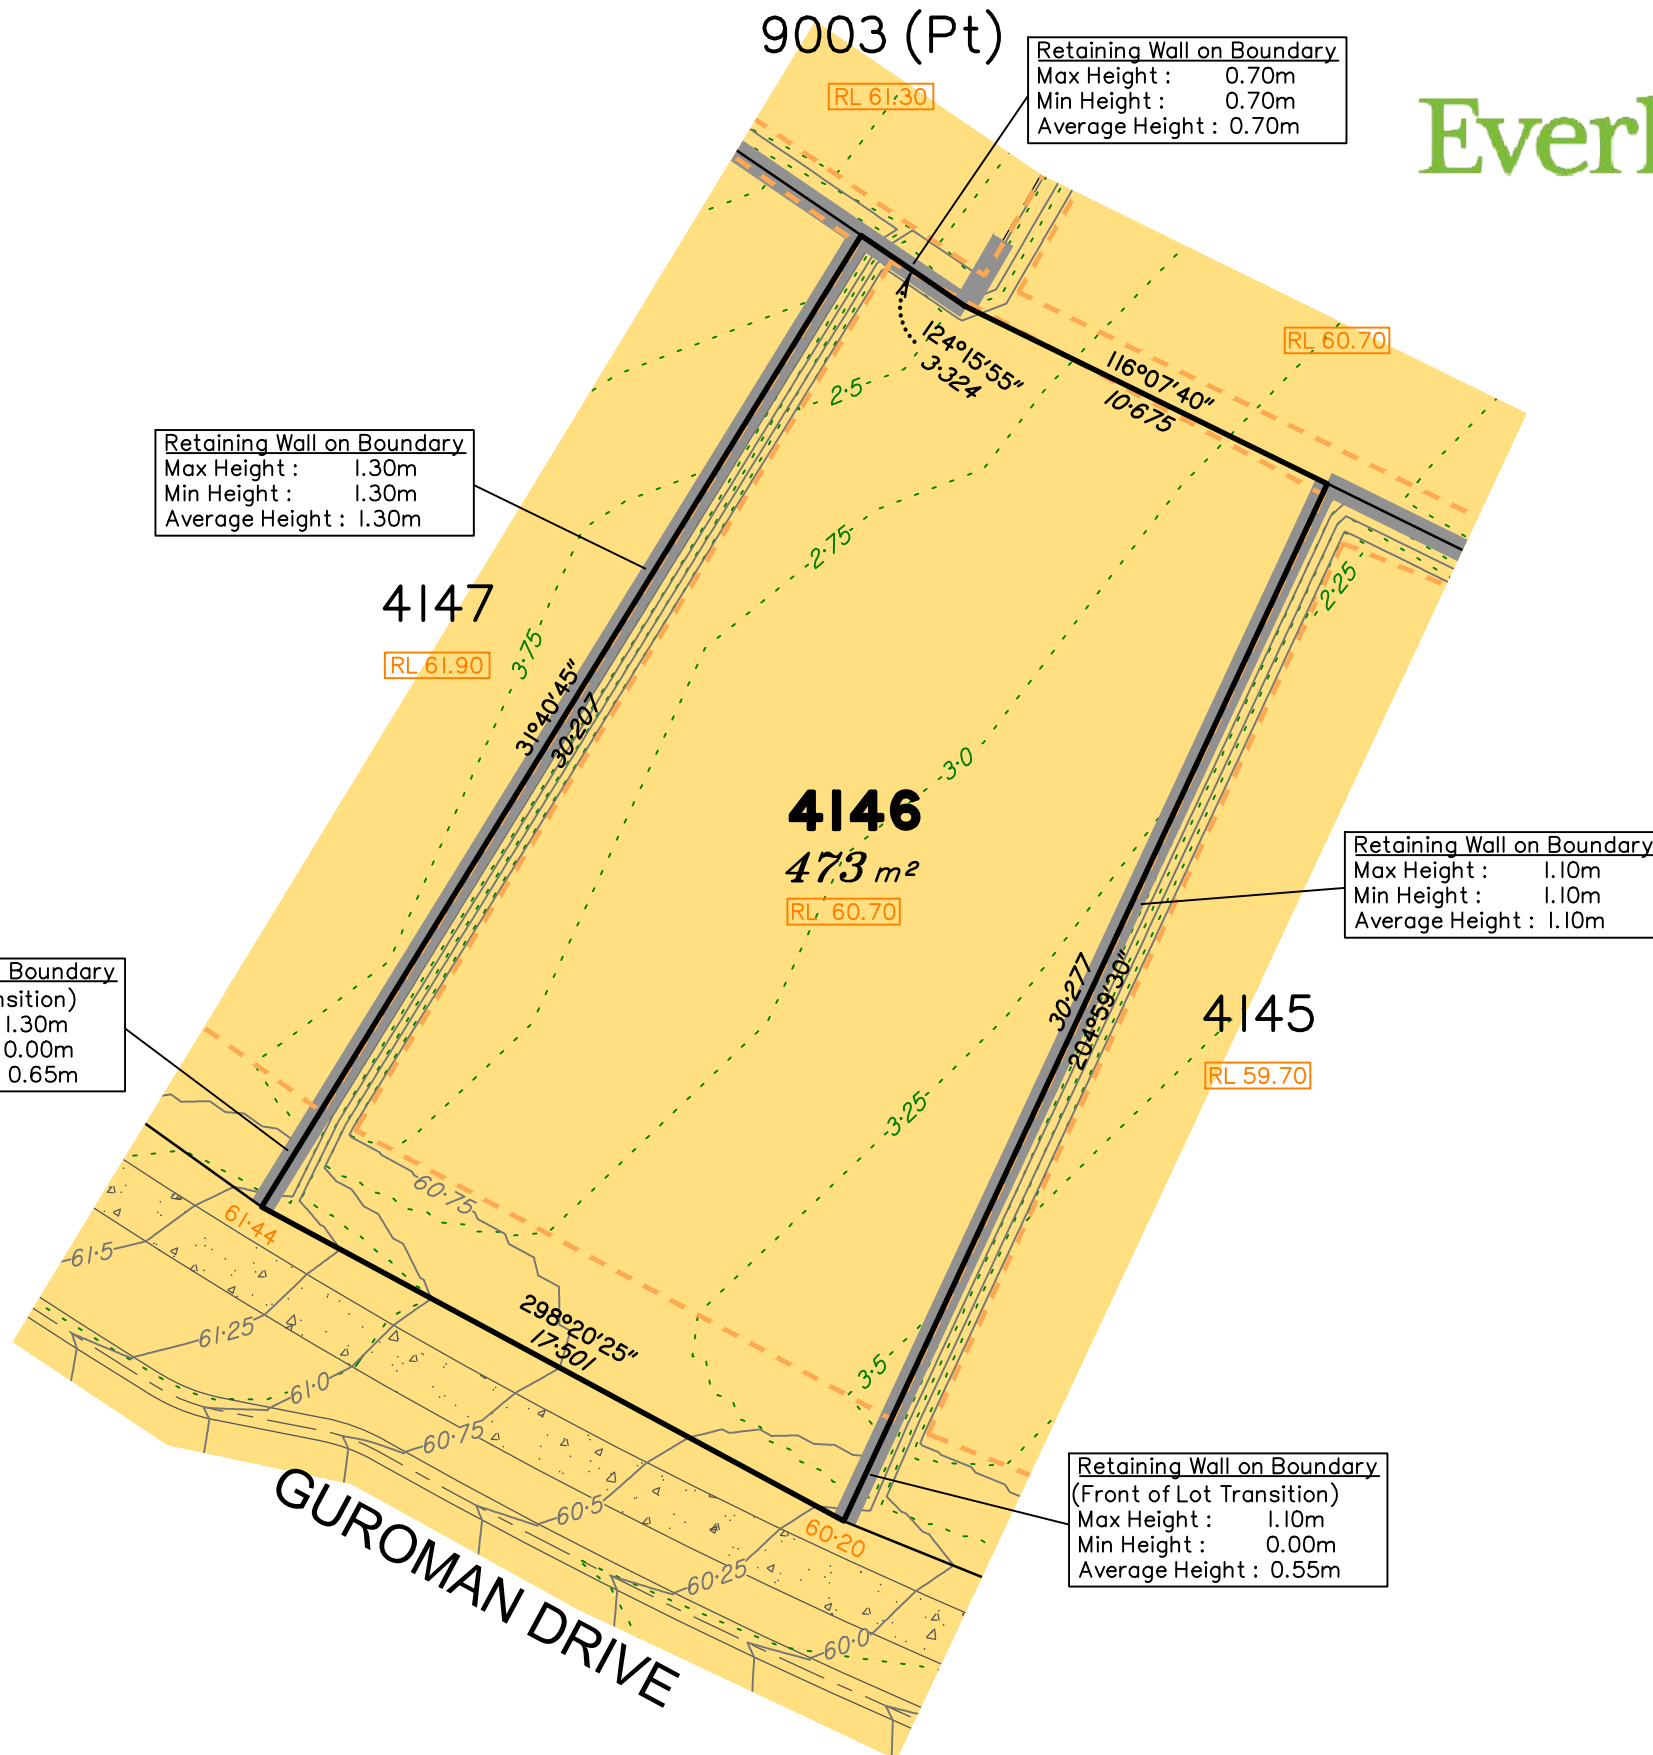 9003 (Pt)
Retaining Wall on Boundary
Max Height : 0.70m
Min Height : 0.70m
Average Height : 0.70m
RL 61.30
RL 60.70
124°15'55"
3·324
116°07'40"
10·675
2·5
2·75
2·25
Retaining Wall on Boundary
Max Height : 1.30m
Min Height : 1.30m
Average Height : 1.30m
4147
RL 61.90
3·75
31°40'45"
30·207
3·0
4146
473 m²
RL 60.70
Retaining Wall on Boundary
Max Height : 1.10m
Min Height : 1.10m
Average Height : 1.10m
30·277
204°59'30"
4145
RL 59.70
Boundary
1.30m
0.00m
0.65m
3·25
60·75
61·44
61·5
61·25
61·0
298°20'25"
17·501
3·5
60·75
60·5
60·25
60·20
60·0
Retaining Wall on Boundary
(Front of Lot Transition)
Max Height : 1.10m
Min Height : 0.00m
Average Height : 0.55m
GUROMAN DRIVE